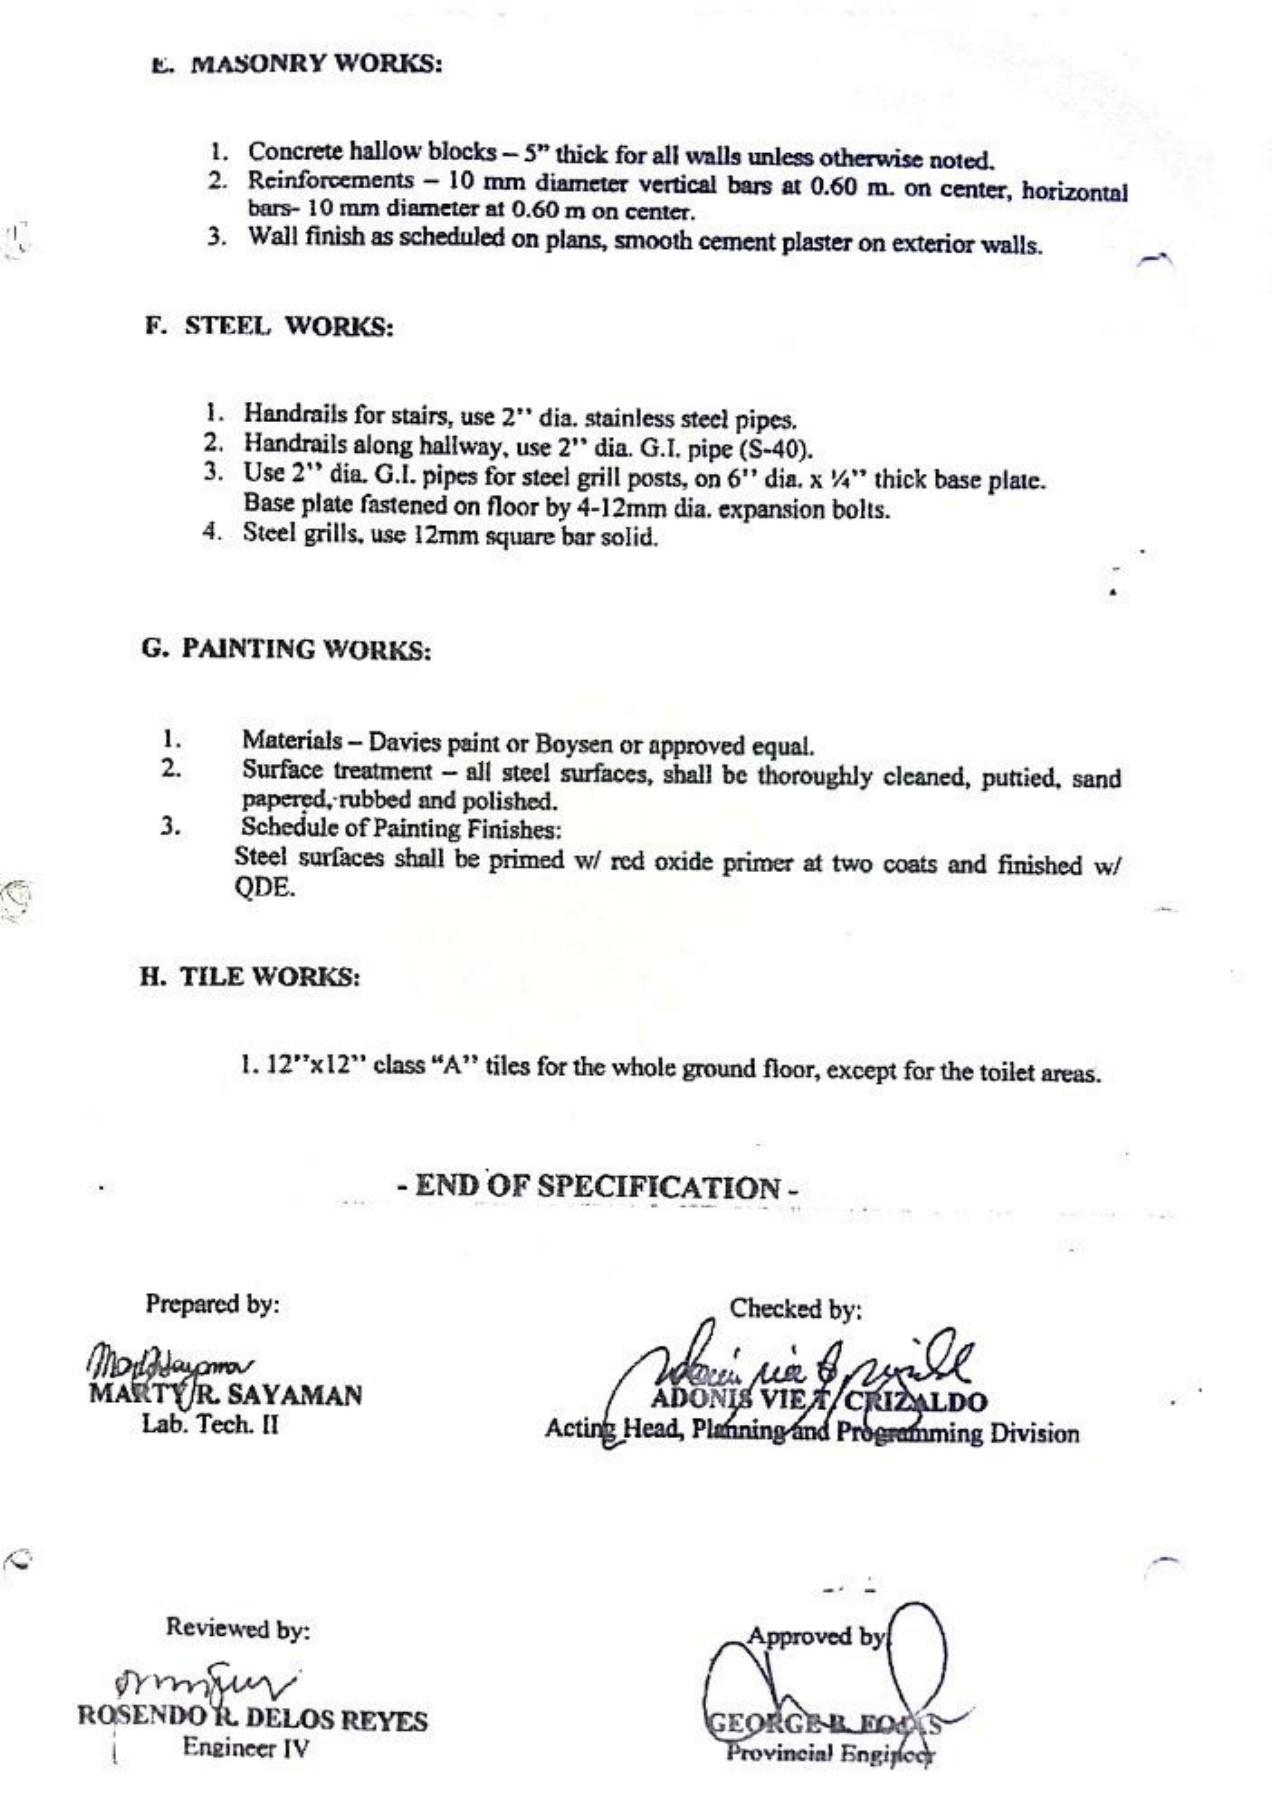 E. MASONRY WORKS:
1. Concrete hallow blocks – 5” thick for all walls unless otherwise noted.
2. Reinforcements – 10 mm diameter vertical bars at 0.60 m. on center, horizontal
bars- 10 mm diameter at 0.60 m on center.
3. Wall finish as scheduled on plans, smooth cement plaster on exterior walls.
F. STEEL WORKS:
1. Handrails for stairs, use 2’’ dia. stainless steel pipes.
2. Handrails along hallway, use 2’’ dia. G.I. pipe (S-40).
3. Use 2’’ dia. G.I. pipes for steel grill posts, on 6’’ dia. x ¼’’ thick base plate.
Base plate fastened on floor by 4-12mm dia. expansion bolts.
4. Steel grills, use 12mm square bar solid.
G. PAINTING WORKS:
1. Materials – Davies paint or Boysen or approved equal.
2. Surface treatment – all steel surfaces, shall be thoroughly cleaned, puttied, sand
papered, rubbed and polished.
3. Schedule of Painting Finishes:
Steel surfaces shall be primed w/ red oxide primer at two coats and finished w/
QDE.
H. TILE WORKS:
1. 12’’x12’’ class “A’’ tiles for the whole ground floor, except for the toilet areas.
- END OF SPECIFICATION -
Prepared by: Checked by:
MARTY R. SAYAMAN ADONIS VIE T. CRIZALDO
Lab. Tech. II Acting Head, Planning and Programming Division
Reviewed by: Approved by
ROSENDO R. DELOS REYES GEORGE
Engineer IV Provincial Engineer